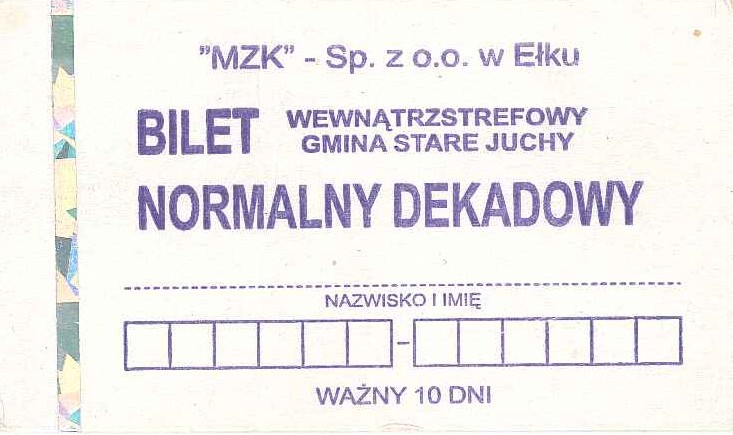 "MZK" - Sp. z o.o. w Ełku
BILET WEWNĄTRZSTREFOWY
GMINA STARE JUCHY
NORMALNY DEKADOWY
NAZWISKO I IMIĘ
-
WAŻNY 10 DNI